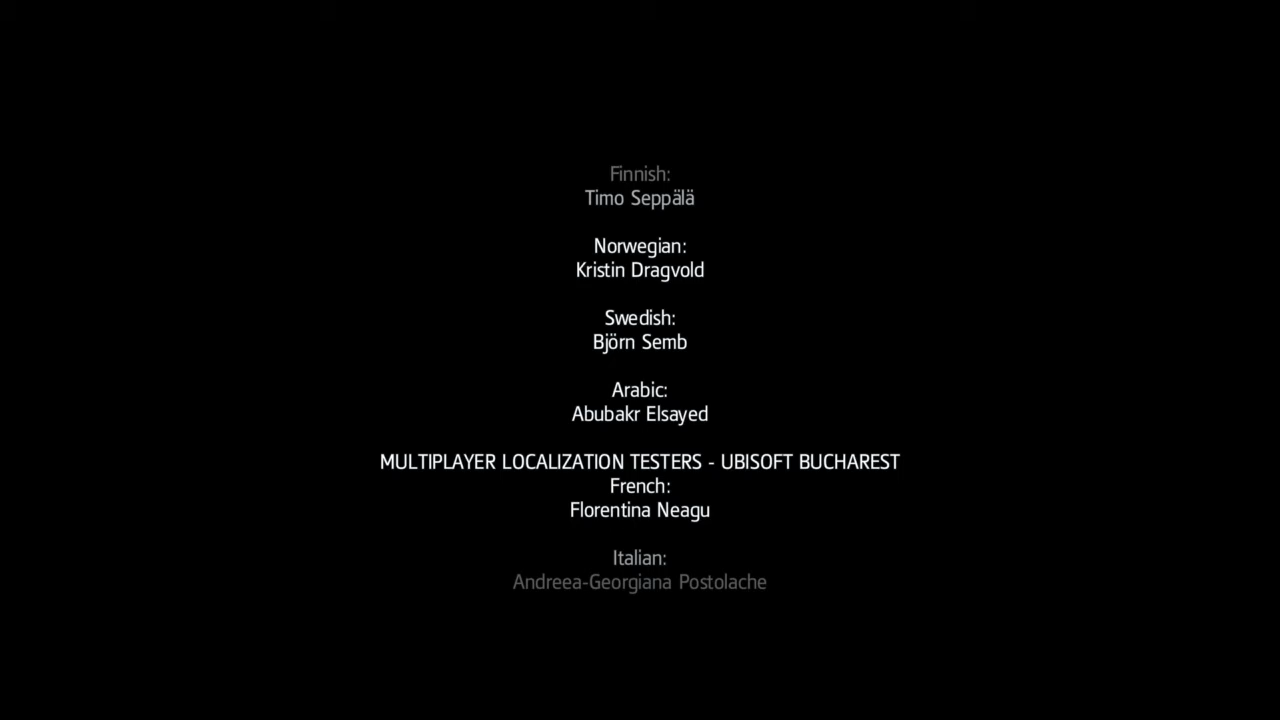 Finnish:
Timo Seppälä
Norwegian:
Kristin Dragvold
Swedish:
Björn Semb
Arabic:
Abubakr Elsayed
MULTIPLAYER LOCALIZATION TESTERS - UBISOFT BUCHAREST
French:
Florentina Neagu
Italian:
Andreea-Georgiana Postolache